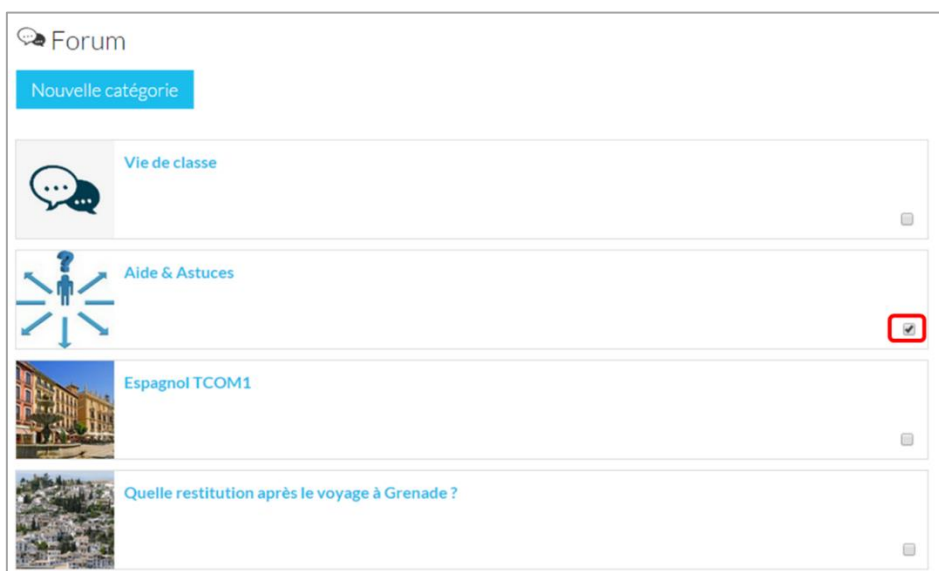 Forum
Nouvelle catégorie
Vie de classe
Aide & Astuces
Espagnol TCOM1
Quelle restitution après le voyage à Grenade ?